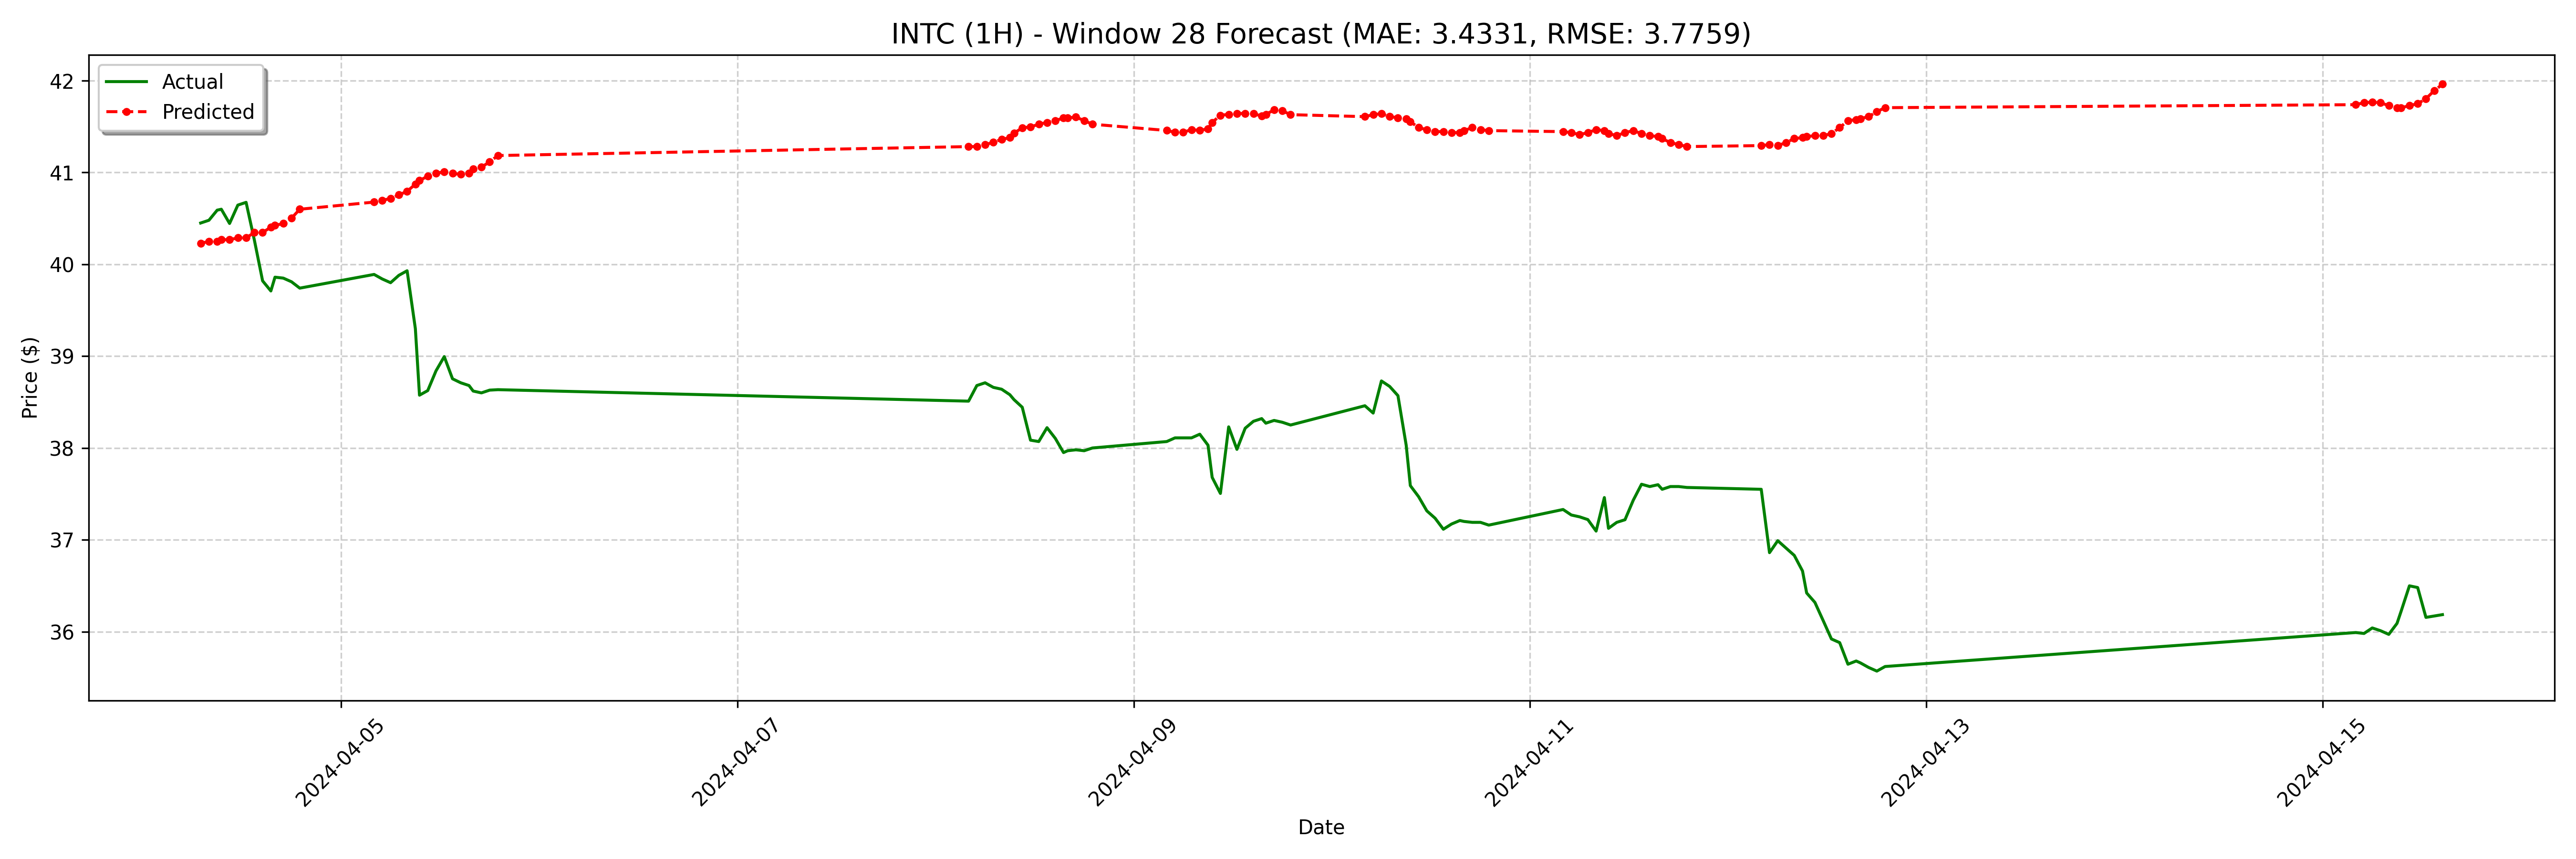 INTC (1H) - Window 28 Forecast (MAE: 3.4331, RMSE: 3.7759)
Actual
Predicted
Price ($)
42
41
40
39
38
37
36
2024-04-05
2024-04-07
2024-04-09
2024-04-11
2024-04-13
2024-04-15
Date